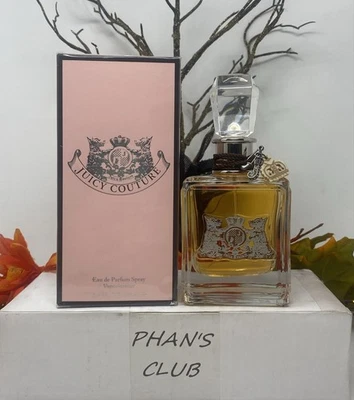 JUICY COUTURE
Eau de Parfum Spray
PHAN'S
CLUB